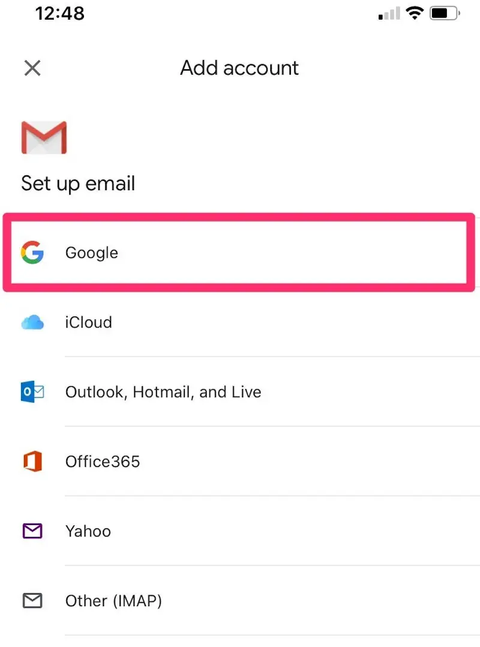 12:48
Add account
Set up email
Google
iCloud
Outlook, Hotmail, and Live
Office365
Yahoo
Other (IMAP)